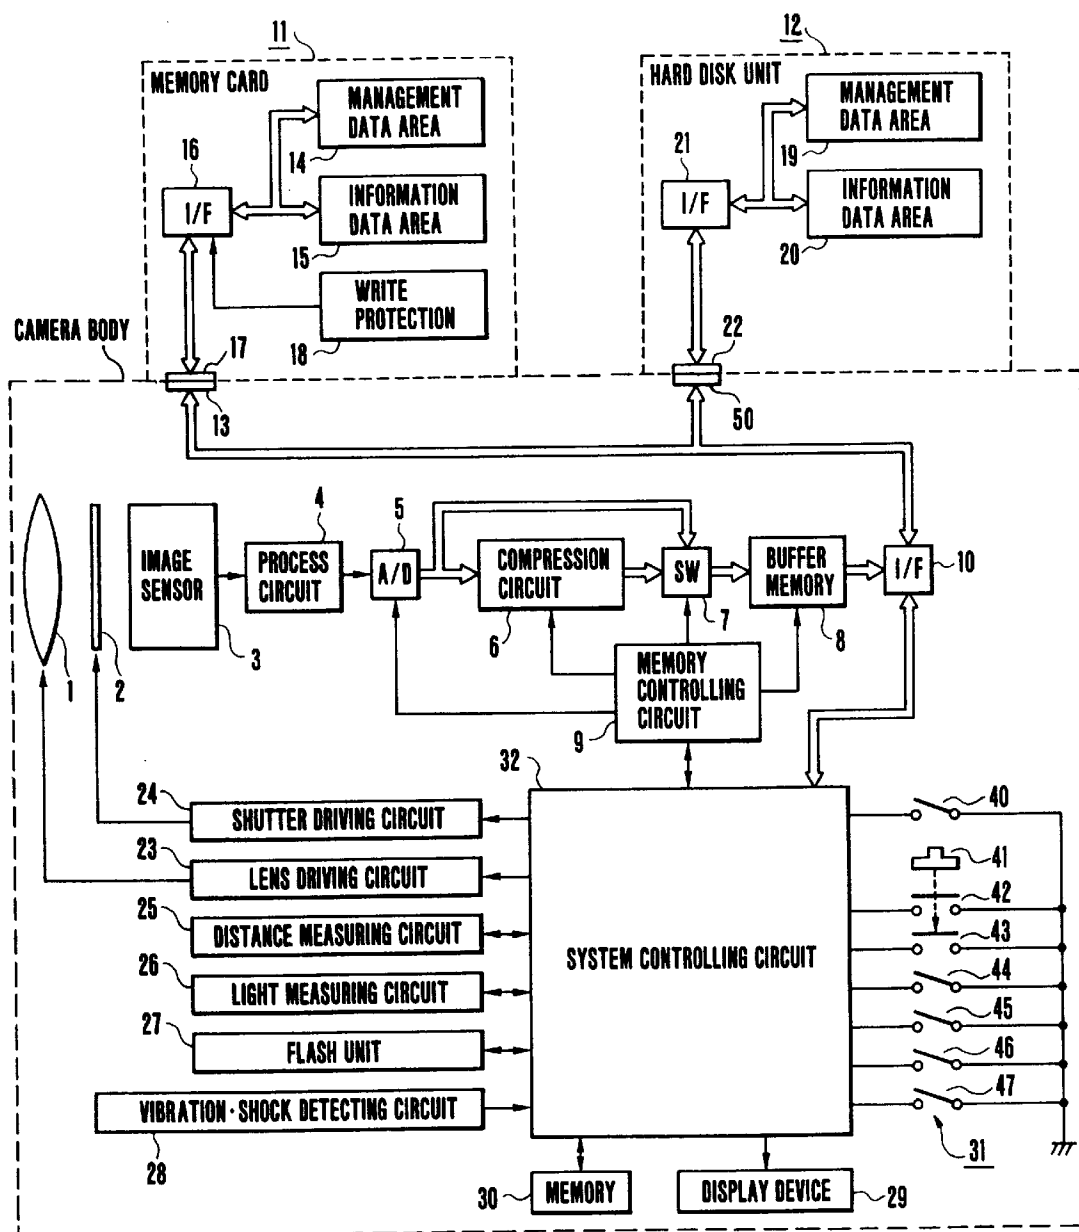 11
12
MEMORY CARD
HARD DISK UNIT
MANAGEMENT
DATA AREA
14
MANAGEMENT
DATA AREA
19
16
I/F
21
I/F
INFORMATION
DATA AREA
15
INFORMATION
DATA AREA
20
WRITE
PROTECTION
18
CAMERA BODY
17
13
22
50
1
2
IMAGE
SENSOR
3
4
PROCESS
CIRCUIT
5
A/D
COMPRESSION
CIRCUIT
6
SW
7
BUFFER
MEMORY
8
I/F
10
MEMORY
CONTROLLING
CIRCUIT
9
32
24
SHUTTER DRIVING CIRCUIT
23
LENS DRIVING CIRCUIT
25
DISTANCE MEASURING CIRCUIT
26
LIGHT MEASURING CIRCUIT
27
FLASH UNIT
VIBRATION·SHOCK DETECTING CIRCUIT
28
SYSTEM CONTROLLING CIRCUIT
40
41
42
43
44
45
46
47
31
30
MEMORY
DISPLAY DEVICE
29